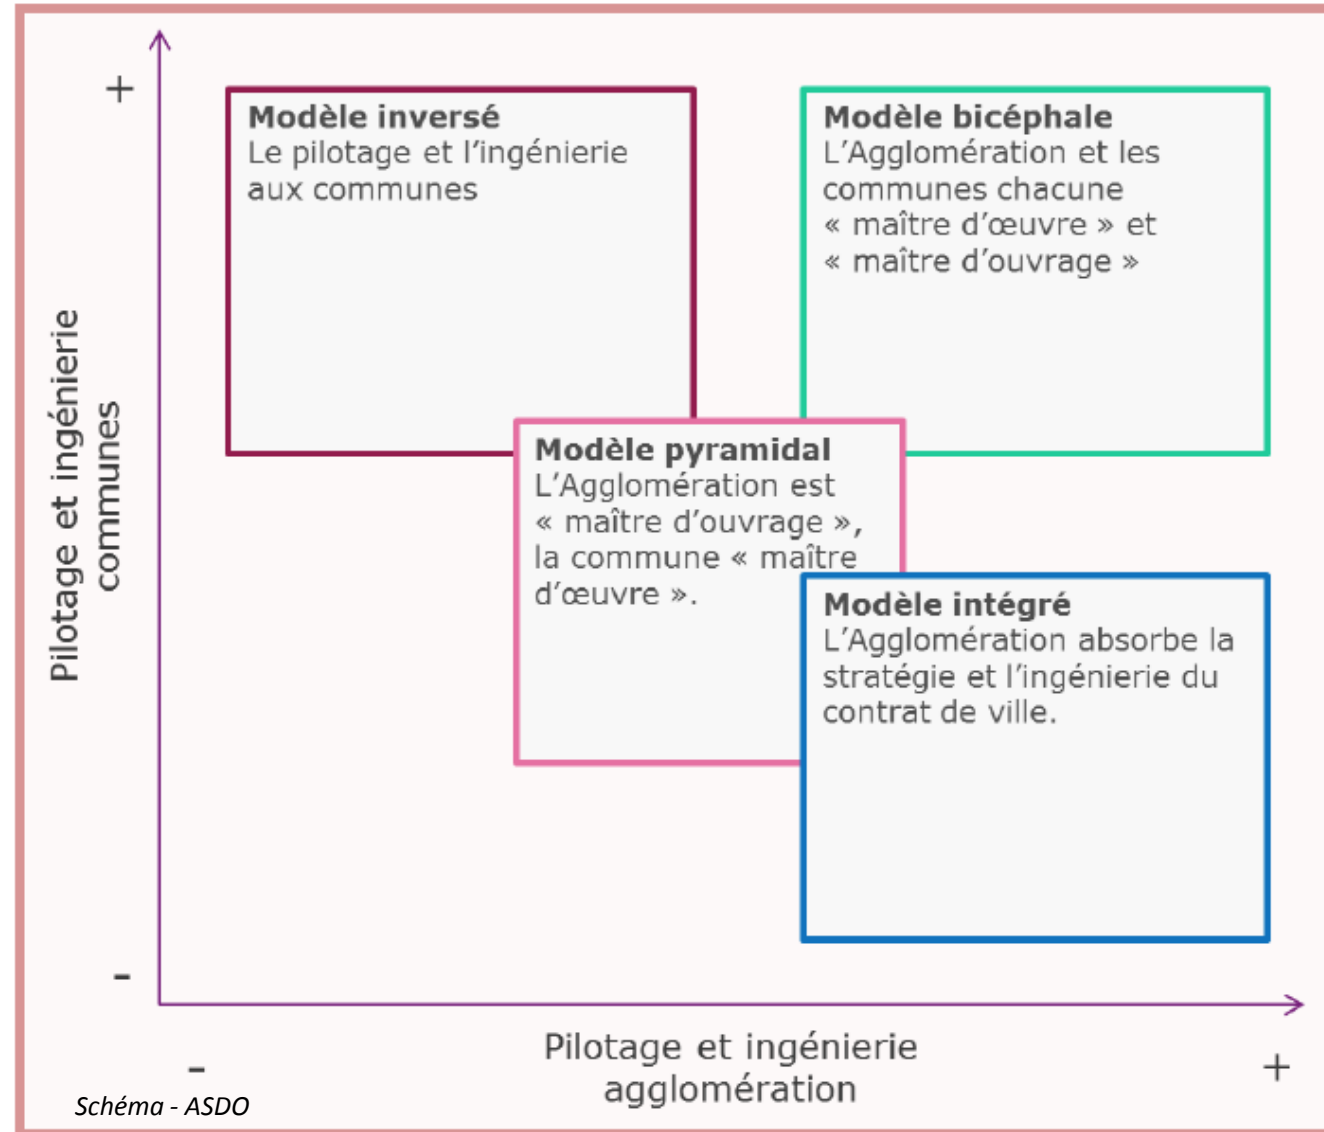 +
Modèle inversé
Le pilotage et l'ingénierie
aux communes
Modèle bicéphale
L’Agglomération et les
communes chacune
« maître d’œuvre » et
« maître d’ouvrage »
Pilotage et ingénierie
communes
Modèle pyramidal
L’Agglomération est
« maître d’ouvrage »,
la commune « maître
d’œuvre ».
Modèle intégré
L’Agglomération absorbe la
stratégie et l’ingénierie du
contrat de ville.
-
-
Pilotage et ingénierie
agglomération
+
Schéma - ASDO